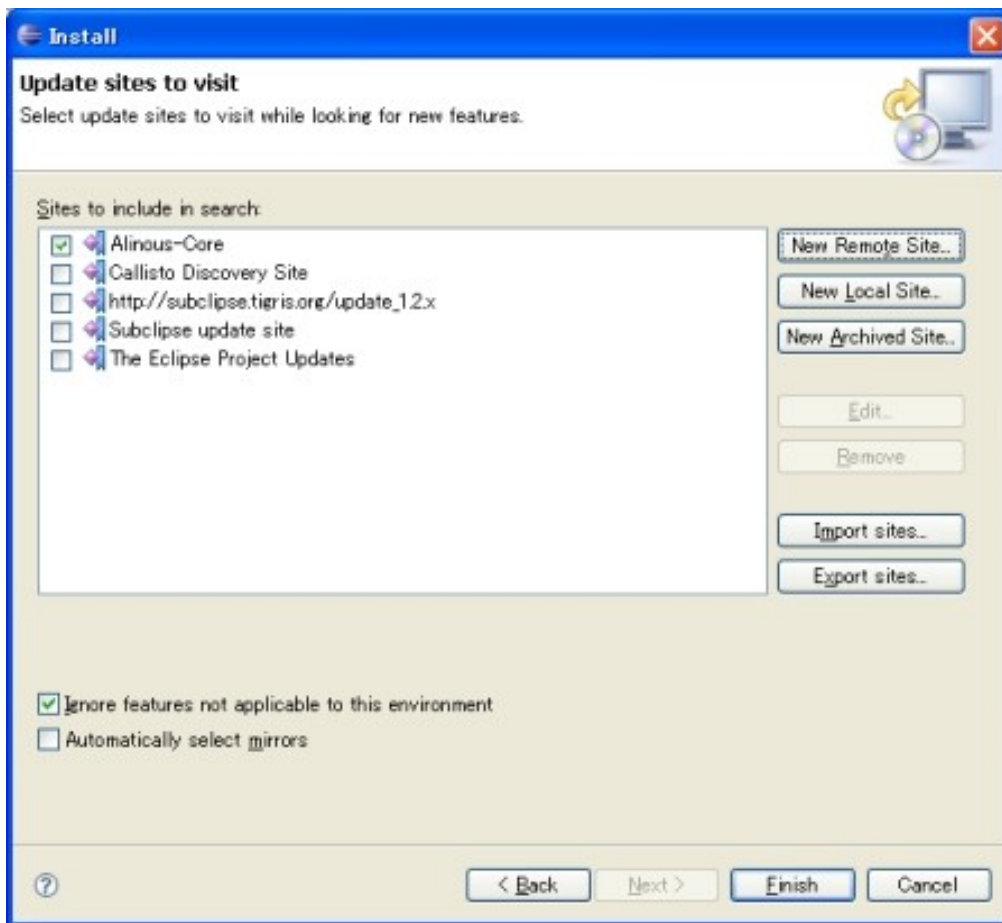 Install
Update sites to visit
Select update sites to visit while looking for new features.
Sites to include in search:
Alinous-Core
Callisto Discovery Site
http://subclipse.tigris.org/update_1.2.x
Subclipse update site
The Eclipse Project Updates
New Remote Site...
New Local Site...
New Archived Site...
Edit...
Remove
Import sites...
Export sites...
Ignore features not applicable to this environment
Automatically select mirrors
?
< Back
Next >
Finish
Cancel